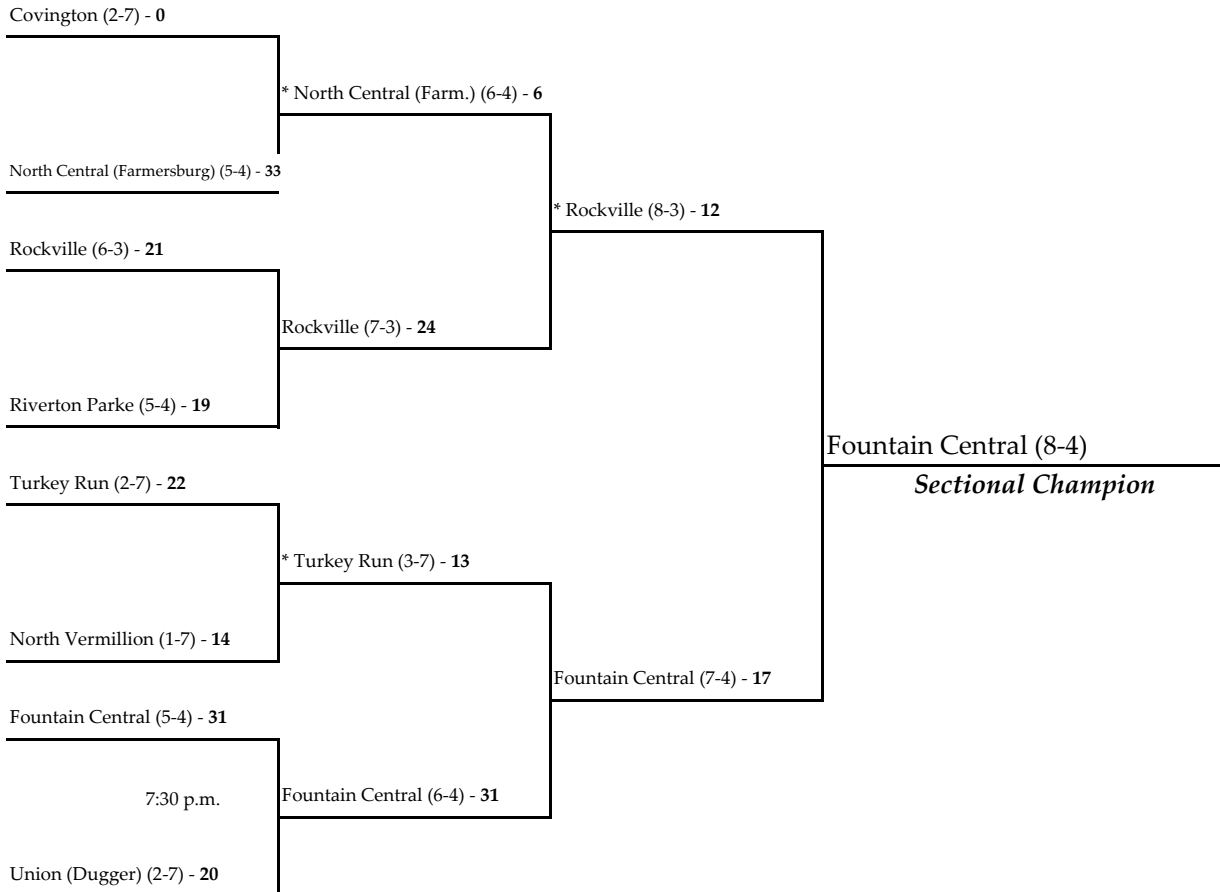 Covington (2-7) - 0
* North Central (Farm.) (6-4) - 6
North Central (Farmersburg) (5-4) - 33
* Rockville (8-3) - 12
Rockville (6-3) - 21
Rockville (7-3) - 24
Riverton Parke (5-4) - 19
Fountain Central (8-4)
Sectional Champion
Turkey Run (2-7) - 22
* Turkey Run (3-7) - 13
North Vermillion (1-7) - 14
Fountain Central (7-4) - 17
Fountain Central (5-4) - 31
7:30 p.m.
Fountain Central (6-4) - 31
Union (Dugger) (2-7) - 20